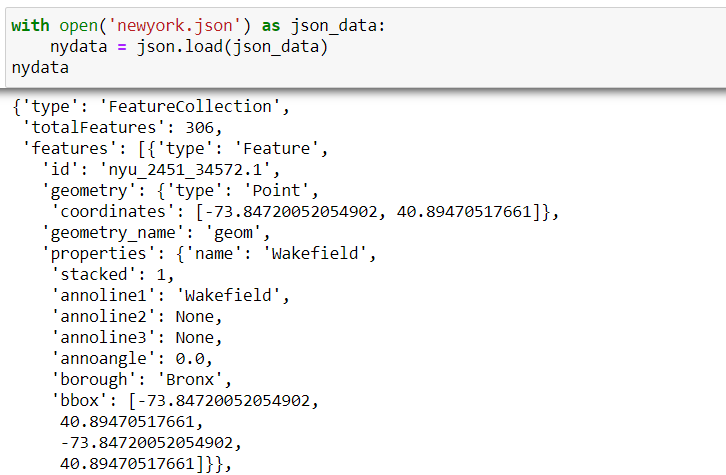 with open('newyork.json') as json_data:
    nydata = json.load(json_data)
nydata
{'type': 'FeatureCollection',
 'totalFeatures': 306,
 'features': [{'type': 'Feature',
   'id': 'nyu_2451_34572.1',
   'geometry': {'type': 'Point',
    'coordinates': [-73.84720052054902, 40.89470517661]},
   'geometry_name': 'geom',
   'properties': {'name': 'Wakefield',
    'stacked': 1,
    'annoline1': 'Wakefield',
    'annoline2': None,
    'annoline3': None,
    'annoangle': 0.0,
    'borough': 'Bronx',
    'bbox': [-73.84720052054902,
     40.89470517661,
     -73.84720052054902,
     40.89470517661]}},